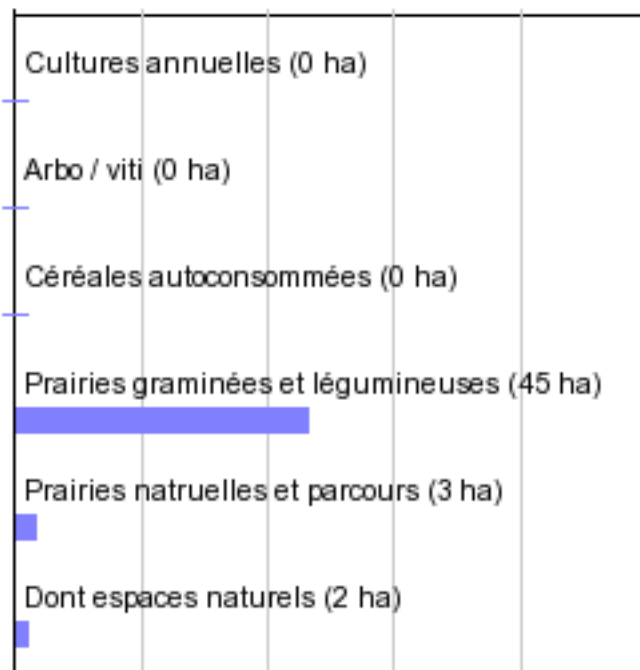 Cultures annuelles (0 ha)
Arbo / viti (0 ha)
Céréales autoconsommées (0 ha)
Prairies graminées et légumineuses (45 ha)
Prairies natruelles et parcours (3 ha)
Dont espaces naturels (2 ha)